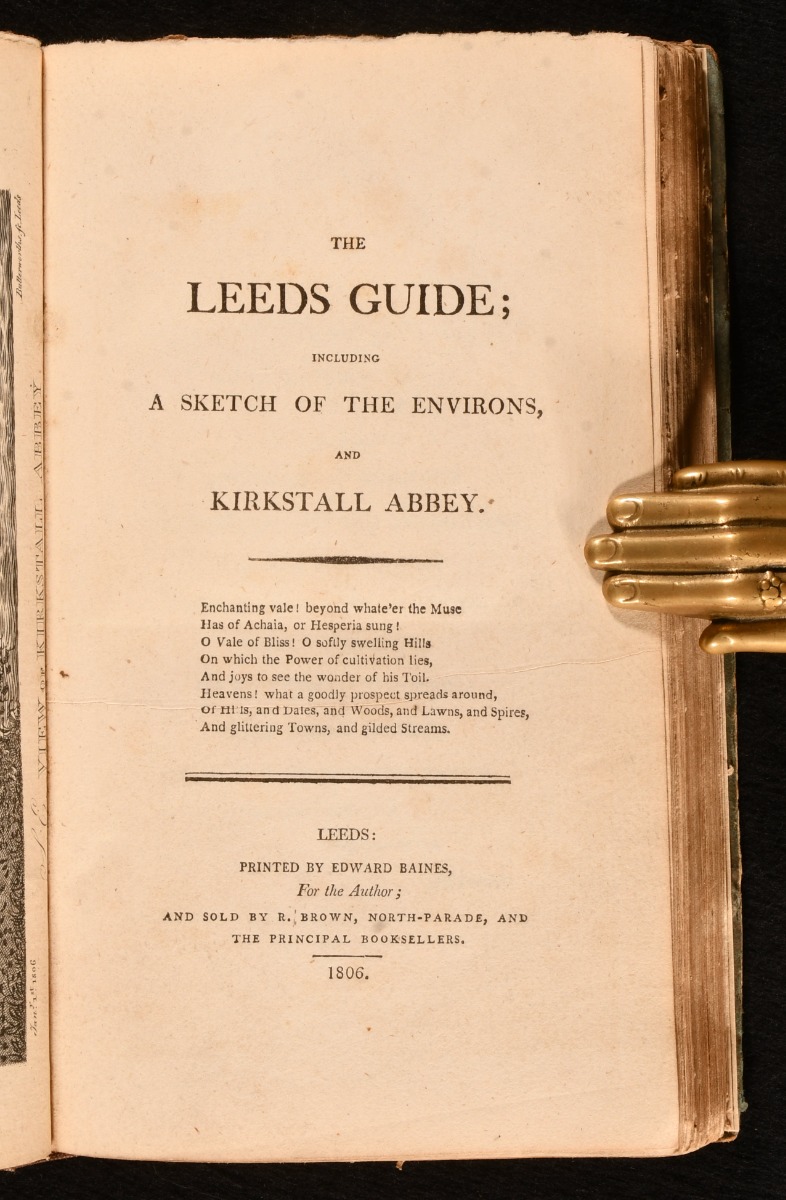 THE
LEEDS GUIDE;
INCLUDING
A SKETCH OF THE ENVIRONS,
AND
KIRKSTALL ABBEY.
Enchanting vale! beyond whate'er the Muse
Has of Achaia, or Hesperia sung!
O Vale of Bliss! O softly swelling Hills
On which the Power of cultivation lies,
And joys to see the wonder of his Toil.
Heavens! what a goodly prospect spreads around,
Of Hills, and Dales, and Woods, and Lawns, and Spires,
And glittering Towns, and gilded Streams.
LEEDS:
PRINTED BY EDWARD BAINES,
For the Author;
AND SOLD BY R. BROWN, NORTH-PARADE, AND
THE PRINCIPAL BOOKSELLERS.
1806.
VIEW of KIRKSTALL ABBEY